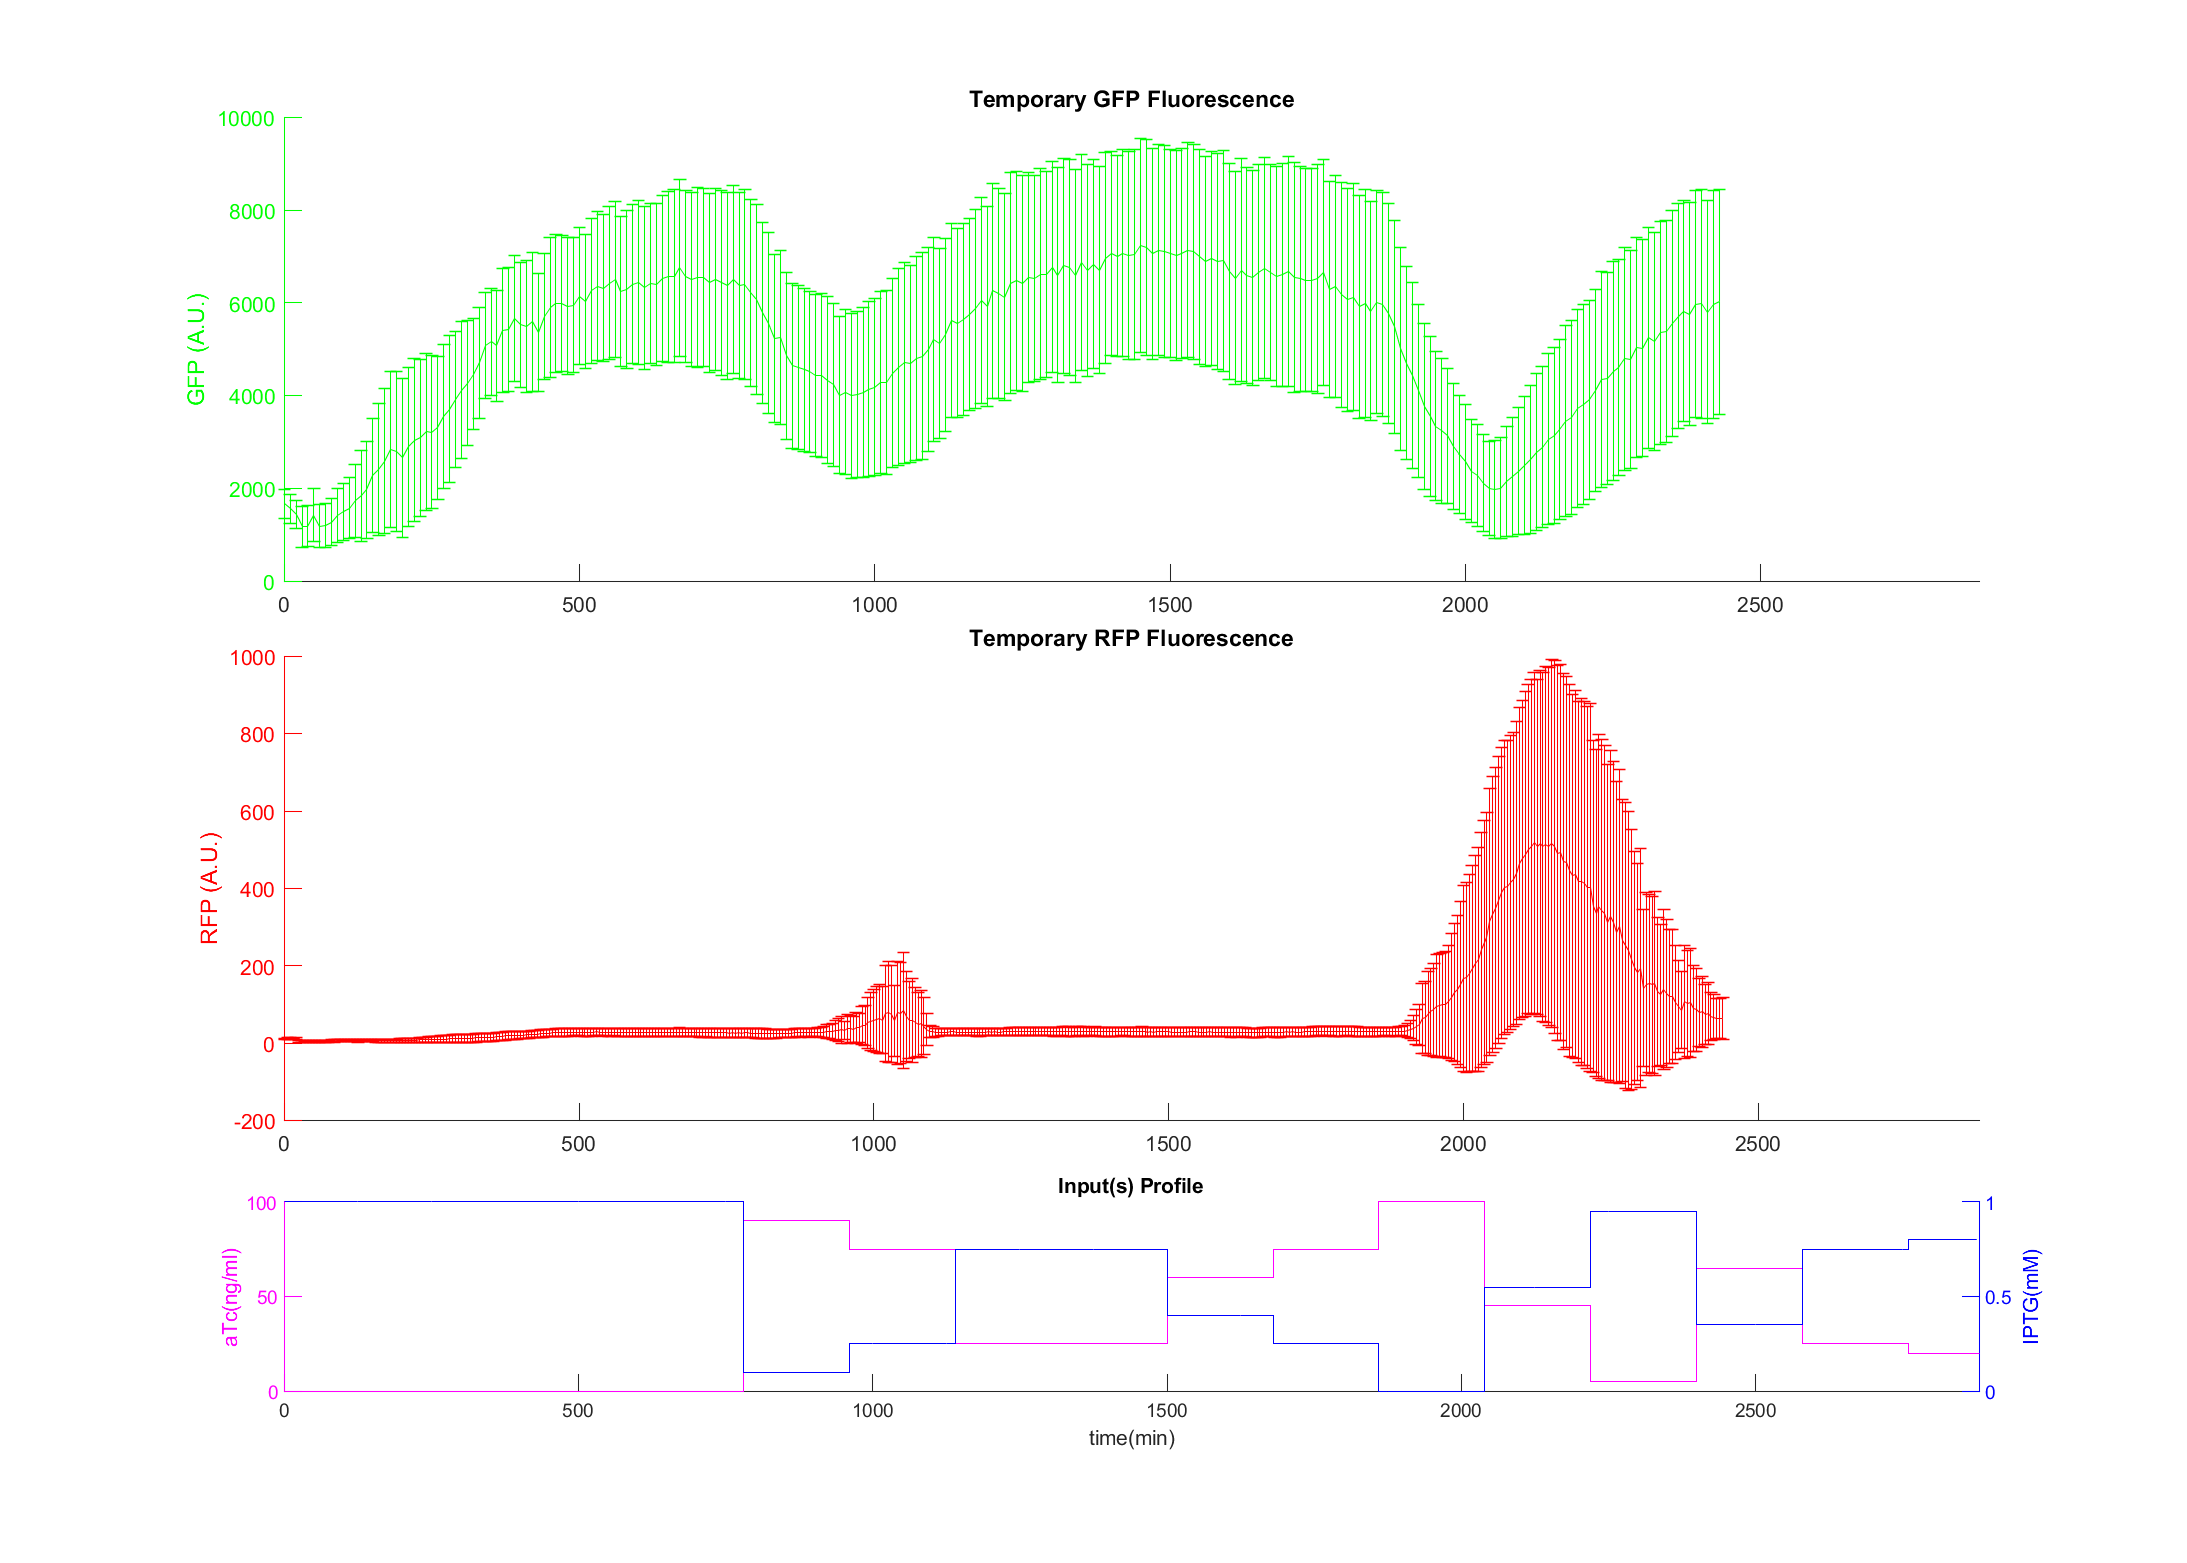 Temporary GFP Fluorescence
10000
8000
6000
4000
2000
0
GFP (A.U.)
0 500 1000 1500 2000 2500
Temporary RFP Fluorescence
1000
800
600
400
200
0
-200
RFP (A.U.)
0 500 1000 1500 2000 2500
Input(s) Profile
100
50
0
aTc(ng/ml)
1
0.5
0
IPTG(mM)
0 500 1000 1500 2000 2500
time(min)